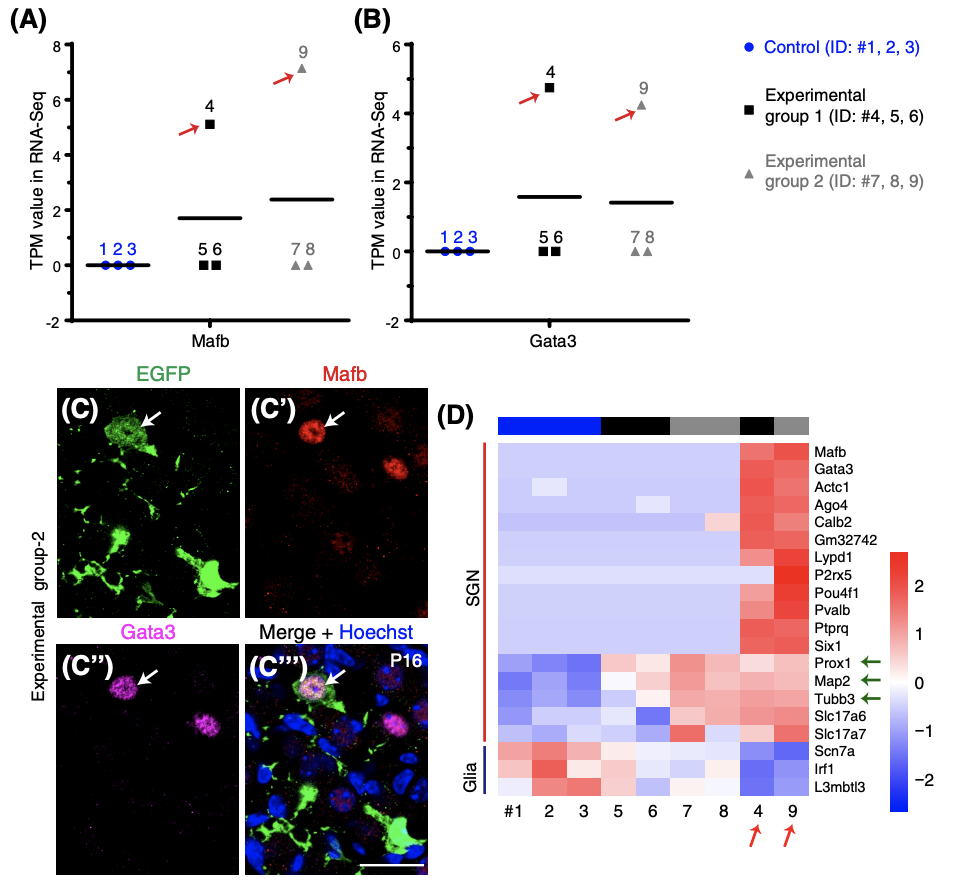 (A)
8
6
4
2
0
-2
TPM value in RNA-Seq
1 2 3
4
5 6
9
7 8
Mafb
(B)
6
4
2
0
-2
TPM value in RNA-Seq
1 2 3
4
5 6
9
7 8
Gata3
Control (ID: #1, 2, 3)
Experimental
group 1 (ID: #4, 5, 6)
Experimental
group 2 (ID: #7, 8, 9)
Experimental group-2
EGFP
(C)
Mafb
(C')
Gata3
(C'')
Merge + Hoechst
(C''')
P16
(D)
SGN
Glia
Mafb
Gata3
Actc1
Ago4
Calb2
Gm32742
Lypd1
P2rx5
Pou4f1
Pvalb
Ptprq
Six1
Prox1
Map2
Tubb3
Slc17a6
Slc17a7
Scn7a
Irf1
L3mbtl3
#1 2 3 5 6 7 8 4 9
2
1
0
−1
−2